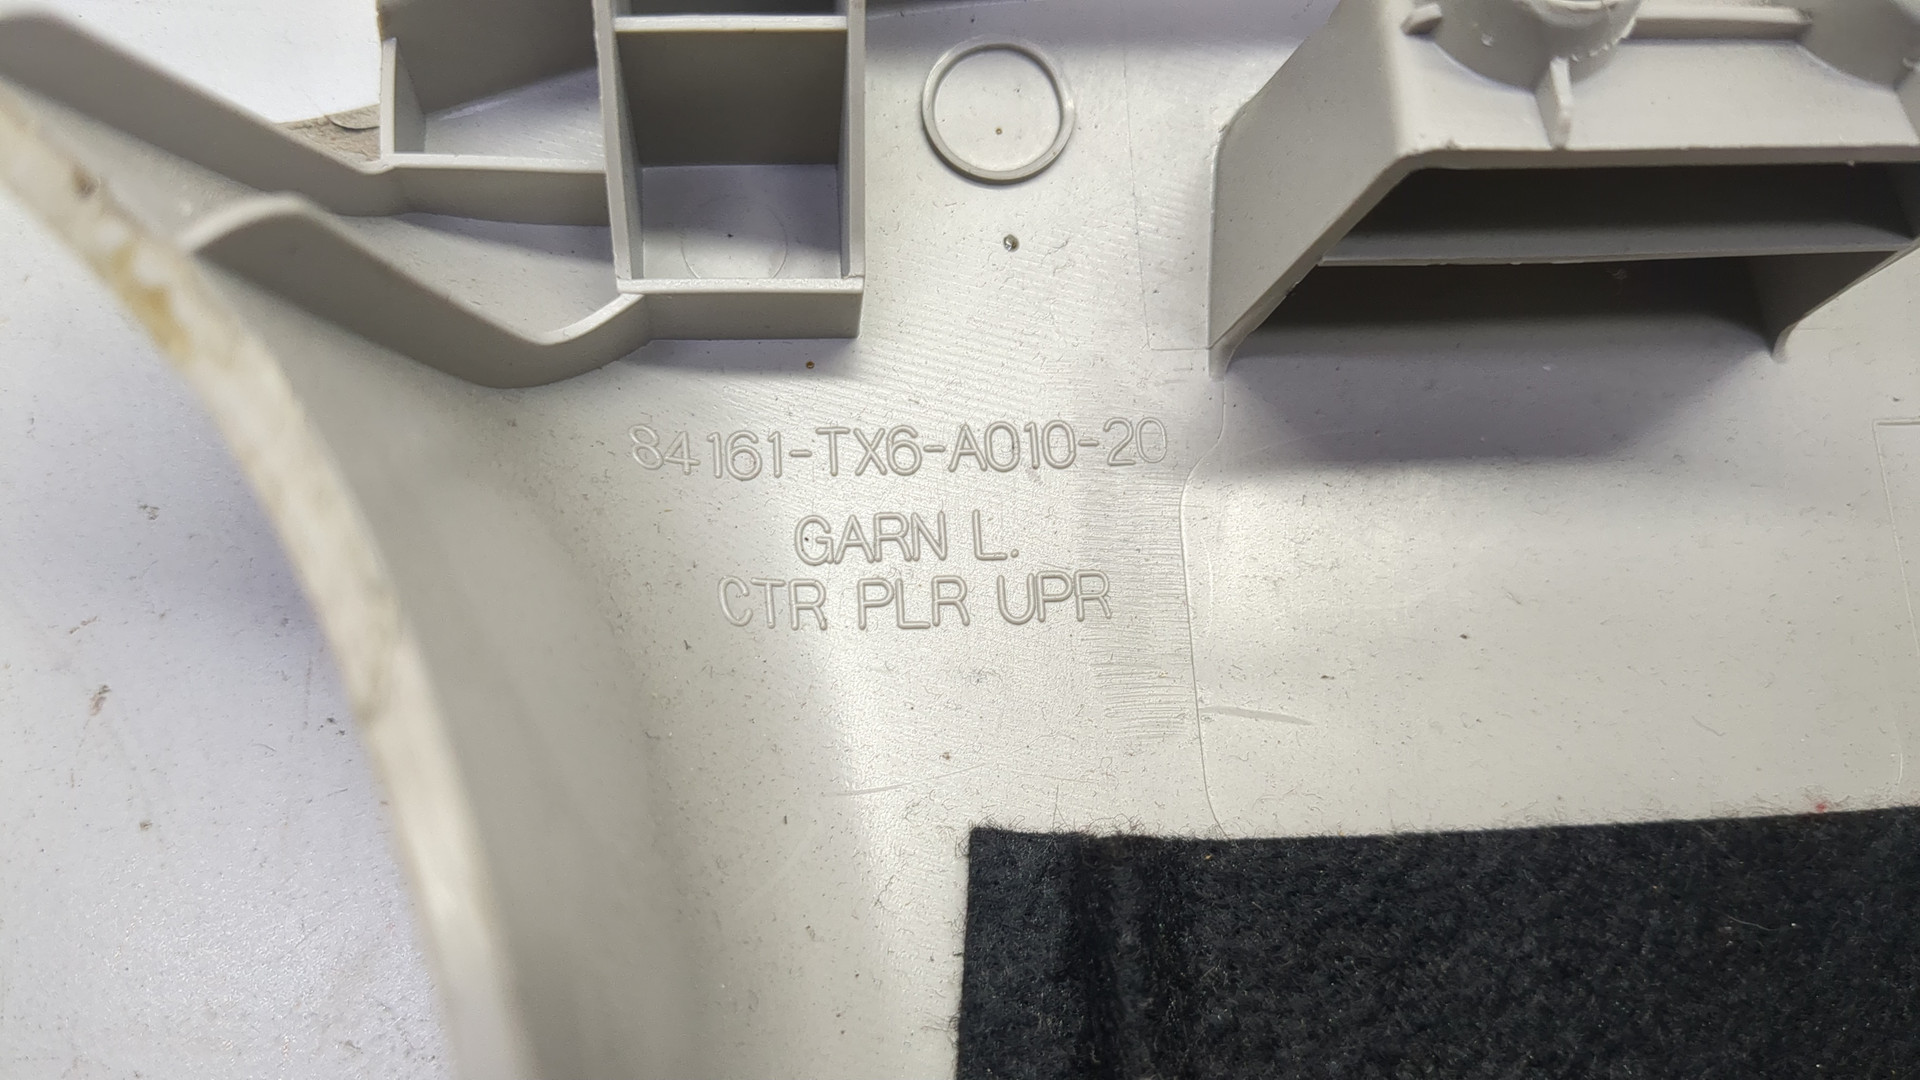 84161-TX6-A010-20
GARN L.
CTR PLR UPR